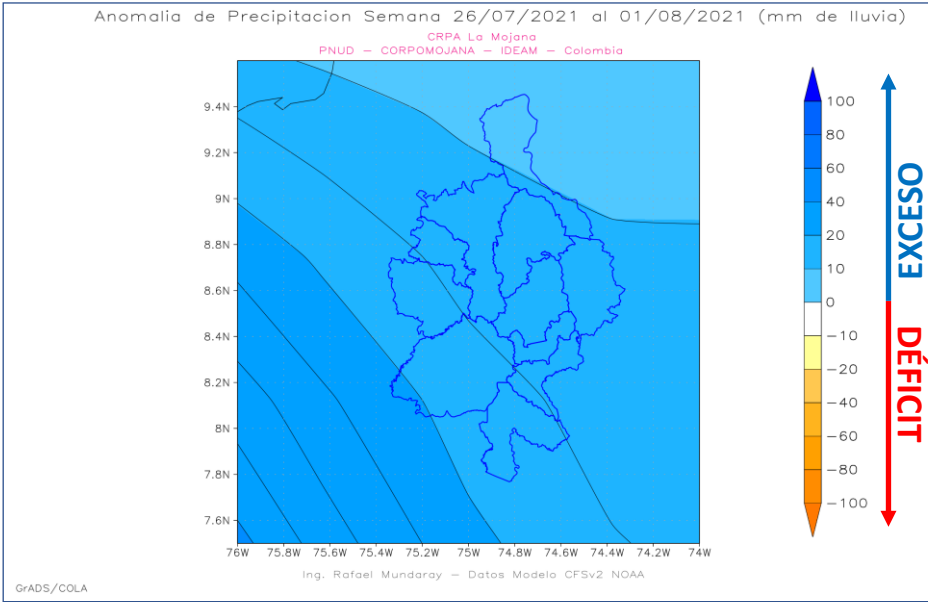 Anomalia de Precipitacion Semana 26/07/2021 al 01/08/2021 (mm de lluvia)
CRPA La Mojana
PNUD – CORPOMOJANA – IDEAM – Colombia
9.4N
9.2N
9N
8.8N
8.6N
8.4N
8.2N
8N
7.8N
7.6N
76W 75.8W 75.6W 75.4W 75.2W 75W 74.8W 74.6W 74.4W 74.2W 74W
100
80
60
40
20
10
0
−10
−20
−40
−60
−80
−100
EXCESO
DÉFICIT
Ing. Rafael Mundaray – Datos Modelo CFSv2 NOAA
GrADS/COLA